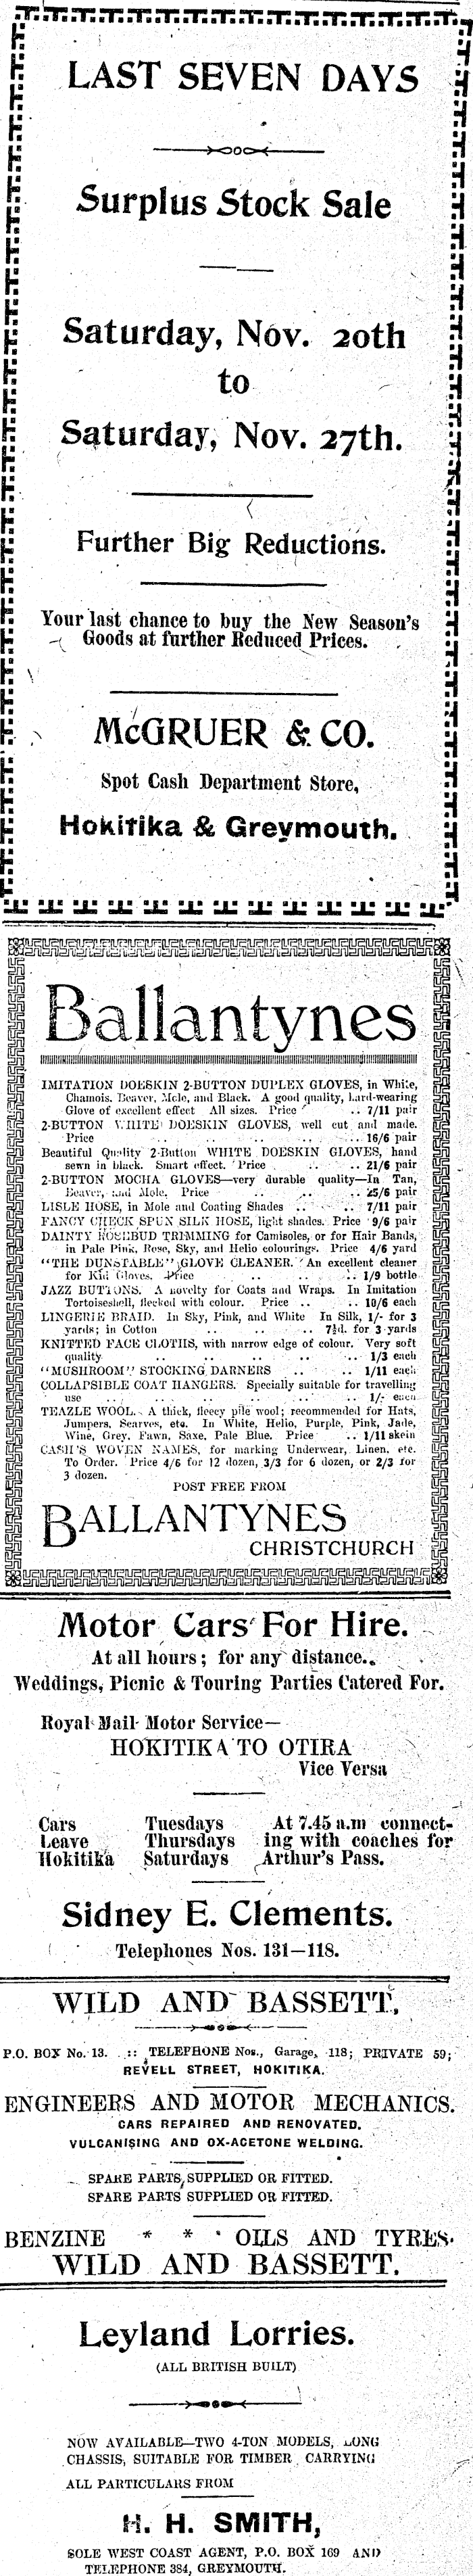 LAST SEVEN DAYS
Surplus Stock Sale
Saturday, Nov. 20th
to
Saturday, Nov. 27th.
Further Big Reductions.
Your last chance to buy the New Season's
Goods at further Reduced Prices.
McGRUER & CO.
Spot Cash Department Store,
Hokitika & Greymouth.
Ballantynes
IMITATION DOESKIN 2-BUTTON DUPLEX GLOVES, in White,
Chamois, Beaver, Mole, and Black. A good quality, hard-wearing
Glove of excellent effect All sizes. Price .. 7/11 pair
2-BUTTON WHITE DOESKIN GLOVES, well cut and made.
Price .. .. .. .. .. 16/6 pair
Beautiful Quality 2-Button WHITE DOESKIN GLOVES, hand
sewn in black. Smart effect. Price .. .. 21/6 pair
2-BUTTON MOCHA GLOVES—very durable quality—In Tan,
Beaver, and Mole. Price .. .. .. 25/6 pair
LISLE HOSE, in Mole and Coating Shades .. .. 7/11 pair
FANCY CHECK SPUN SILK HOSE, light shades. Price 9/6 pair
DAINTY ROSEBUD TRIMMING for Camisoles, or for Hair Bands,
in Pale Pink, Rose, Sky, and Helio colourings. Price 4/6 yard
"THE DUNSTABLE" GLOVE CLEANER. An excellent cleaner
for Kid Gloves. Price .. .. .. 1/9 bottle
JAZZ BUTTONS. A novelty for Coats and Wraps. In Imitation
Tortoiseshell, flecked with colour. Price .. .. 10/6 each
LINGERIE BRAID. In Sky, Pink, and White In Silk, 1/- for 3
yards; in Cotton .. .. .. 7½d. for 3 yards
KNITTED FACE CLOTHS, with narrow edge of colour. Very soft
quality .. .. .. .. .. 1/3 each
"MUSHROOM" STOCKING DARNERS .. .. 1/11 each
COLLAPSIBLE COAT HANGERS. Specially suitable for travelling
use .. .. .. .. .. 1/- each
TEAZLE WOOL. A thick, fleecy pile wool; recommended for Hats,
Jumpers, Scarves, etc. In White, Helio, Purple, Pink, Jade,
Wine, Grey, Fawn, Saxe, Pale Blue. Price .. 1/11 skein
CASH'S WOVEN NAMES, for marking Underwear, Linen, etc.
To Order. Price 4/6 for 12 dozen, 3/3 for 6 dozen, or 2/3 for
3 dozen.
POST FREE FROM
BALLANTYNES
CHRISTCHURCH
Motor Cars For Hire.
At all hours; for any distance.
Weddings, Picnic & Touring Parties Catered For.
Royal Mail Motor Service—
HOKITIKA TO OTIRA
Vice Versa
Cars Tuesdays At 7.45 a.m connect-
Leave Thursdays ing with coaches for
Hokitika Saturdays Arthur's Pass.
Sidney E. Clements.
Telephones Nos. 131—118.
WILD AND BASSETT,
P.O. BOX No. 13. :: TELEPHONE Nos., Garage, 118; PRIVATE 59;
REVELL STREET, HOKITIKA.
ENGINEERS AND MOTOR MECHANICS.
CARS REPAIRED AND RENOVATED.
VULCANISING AND OX-ACETONE WELDING.
SPARE PARTS SUPPLIED OR FITTED.
SPARE PARTS SUPPLIED OR FITTED.
BENZINE * * * OILS AND TYRES.
WILD AND BASSETT.
Leyland Lorries.
(ALL BRITISH BUILT)
NOW AVAILABLE—TWO 4-TON MODELS, LONG
CHASSIS, SUITABLE FOR TIMBER CARRYING
ALL PARTICULARS FROM
H. H. SMITH,
SOLE WEST COAST AGENT, P.O. BOX 169 AND
TELEPHONE 384, GREYMOUTH.